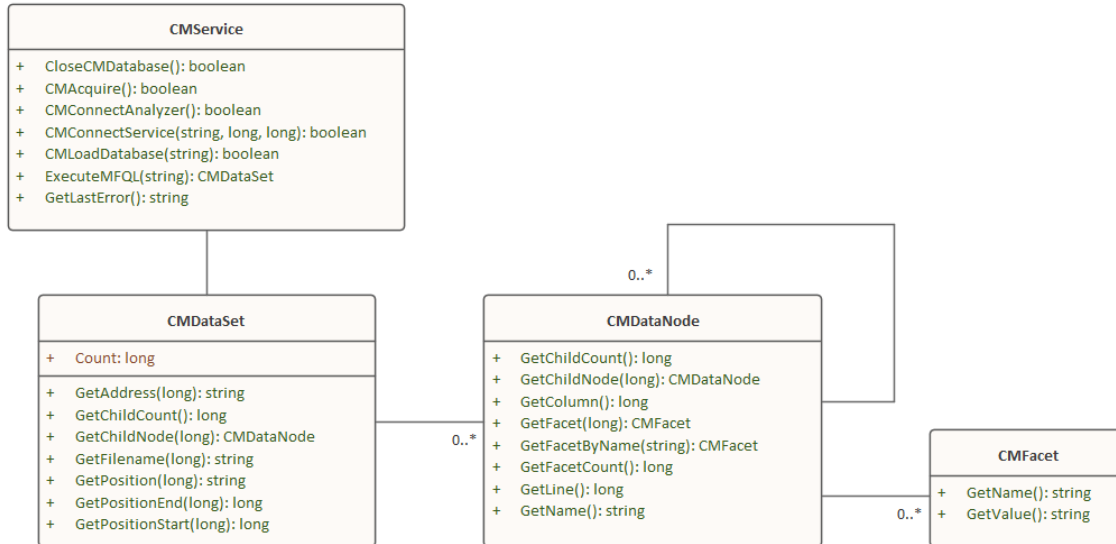 CMService
+ CloseCMDatabase(): boolean
+ CMAcquire(): boolean
+ CMConnectAnalyzer(): boolean
+ CMConnectService(string, long, long): boolean
+ CMLoadDatabase(string): boolean
+ ExecuteMFQL(string): CMDataSet
+ GetLastError(): string
CMDataSet
+ Count: long
+ GetAddress(long): string
+ GetChildCount(): long
+ GetChildNode(long): CMDataNode
+ GetFilename(long): string
+ GetPosition(long): string
+ GetPositionEnd(long): long
+ GetPositionStart(long): long
0..*
0..*
CMDataNode
+ GetChildCount(): long
+ GetChildNode(long): CMDataNode
+ GetColumn(): long
+ GetFacet(long): CMFacet
+ GetFacetByName(string): CMFacet
+ GetFacetCount(): long
+ GetLine(): long
+ GetName(): string
0..*
CMFacet
+ GetName(): string
+ GetValue(): string